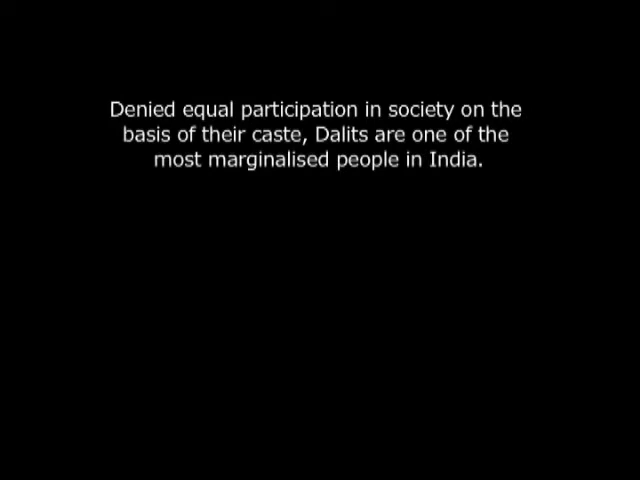 Denied equal participation in society on the
basis of their caste, Dalits are one of the
most marginalised people in India.